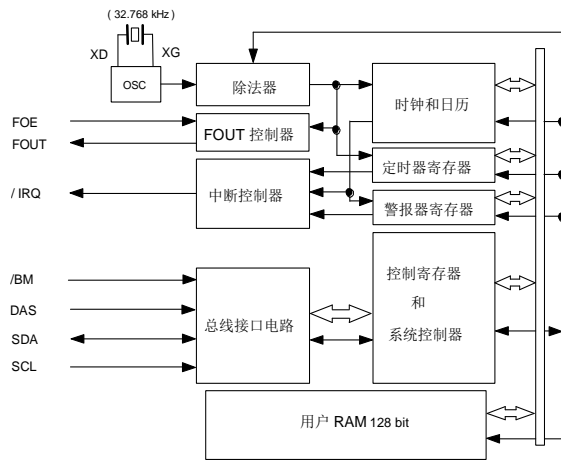 ( 32.768 kHz )
XD
XG
OSC
除法器
时钟和日历
FOE
FOUT
FOUT 控制器
定时器寄存器
/ IRQ
中断控制器
警报器寄存器
/BM
DAS
SDA
SCL
总线接口电路
控制寄存器
和
系统控制器
用户 RAM 128 bit